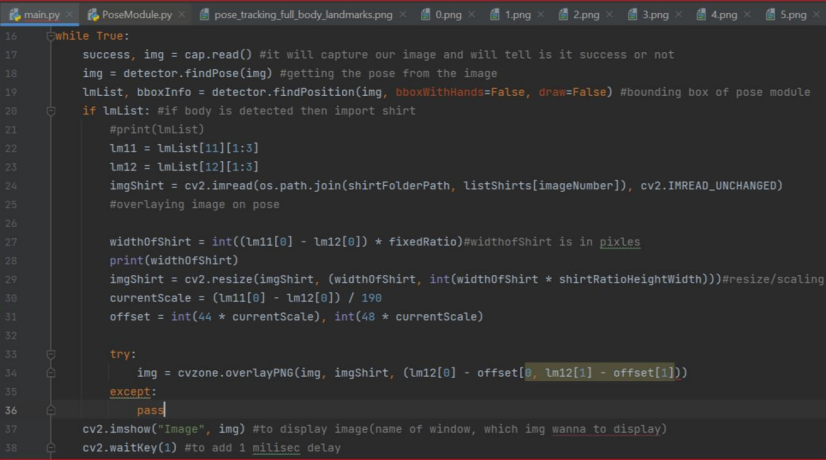 main.py PoseModule.py pose_tracking_full_body_landmarks.png 0.png 1.png 2.png 3.png 4.png 5.png
16 while True:
17 success, img = cap.read() #it will capture our image and will tell is it success or not
18 img = detector.findPose(img) #getting the pose from the image
19 lmList, bboxInfo = detector.findPosition(img, bboxWithHands=False, draw=False) #bounding box of pose module
20 if lmList: #if body is detected then import shirt
21 #print(lmList)
22 lm11 = lmList[11][1:3]
23 lm12 = lmList[12][1:3]
24 imgShirt = cv2.imread(os.path.join(shirtFolderPath, listShirts[imageNumber]), cv2.IMREAD_UNCHANGED)
25 #overlaying image on pose
26
27 widthOfShirt = int((lm11[0] - lm12[0]) * fixedRatio)#widthofShirt is in pixles
28 print(widthOfShirt)
29 imgShirt = cv2.resize(imgShirt, (widthOfShirt, int(widthOfShirt * shirtRatioHeightWidth)))#resize/scaling
30 currentScale = (lm11[0] - lm12[0]) / 190
31 offset = int(44 * currentScale), int(48 * currentScale)
32
33 try:
34 img = cvzone.overlayPNG(img, imgShirt, (lm12[0] - offset[0, lm12[1] - offset[1]))
35 except:
36 pass
37 cv2.imshow("Image", img) #to display image(name of window, which img wanna to display)
38 cv2.waitKey(1) #to add 1 milisec delay